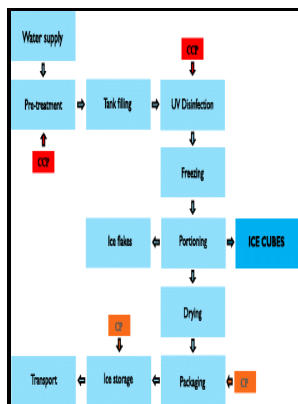 Water supply
CCP
Pre-treatment
Tank filling
UV Disinfection
CCP
Freezing
Ice flakes
Portioning
ICE CUBES
Drying
CP
Transport
Ice storage
Packaging
CP